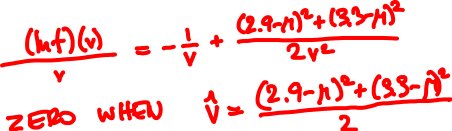 (ln f)(v) / v = -1/v + ((2.9-μ)² + (3,3-μ)²) / 2v²
ZERO WHEN v̂ = ((2.9-μ)² + (3,3-μ)²) / 2